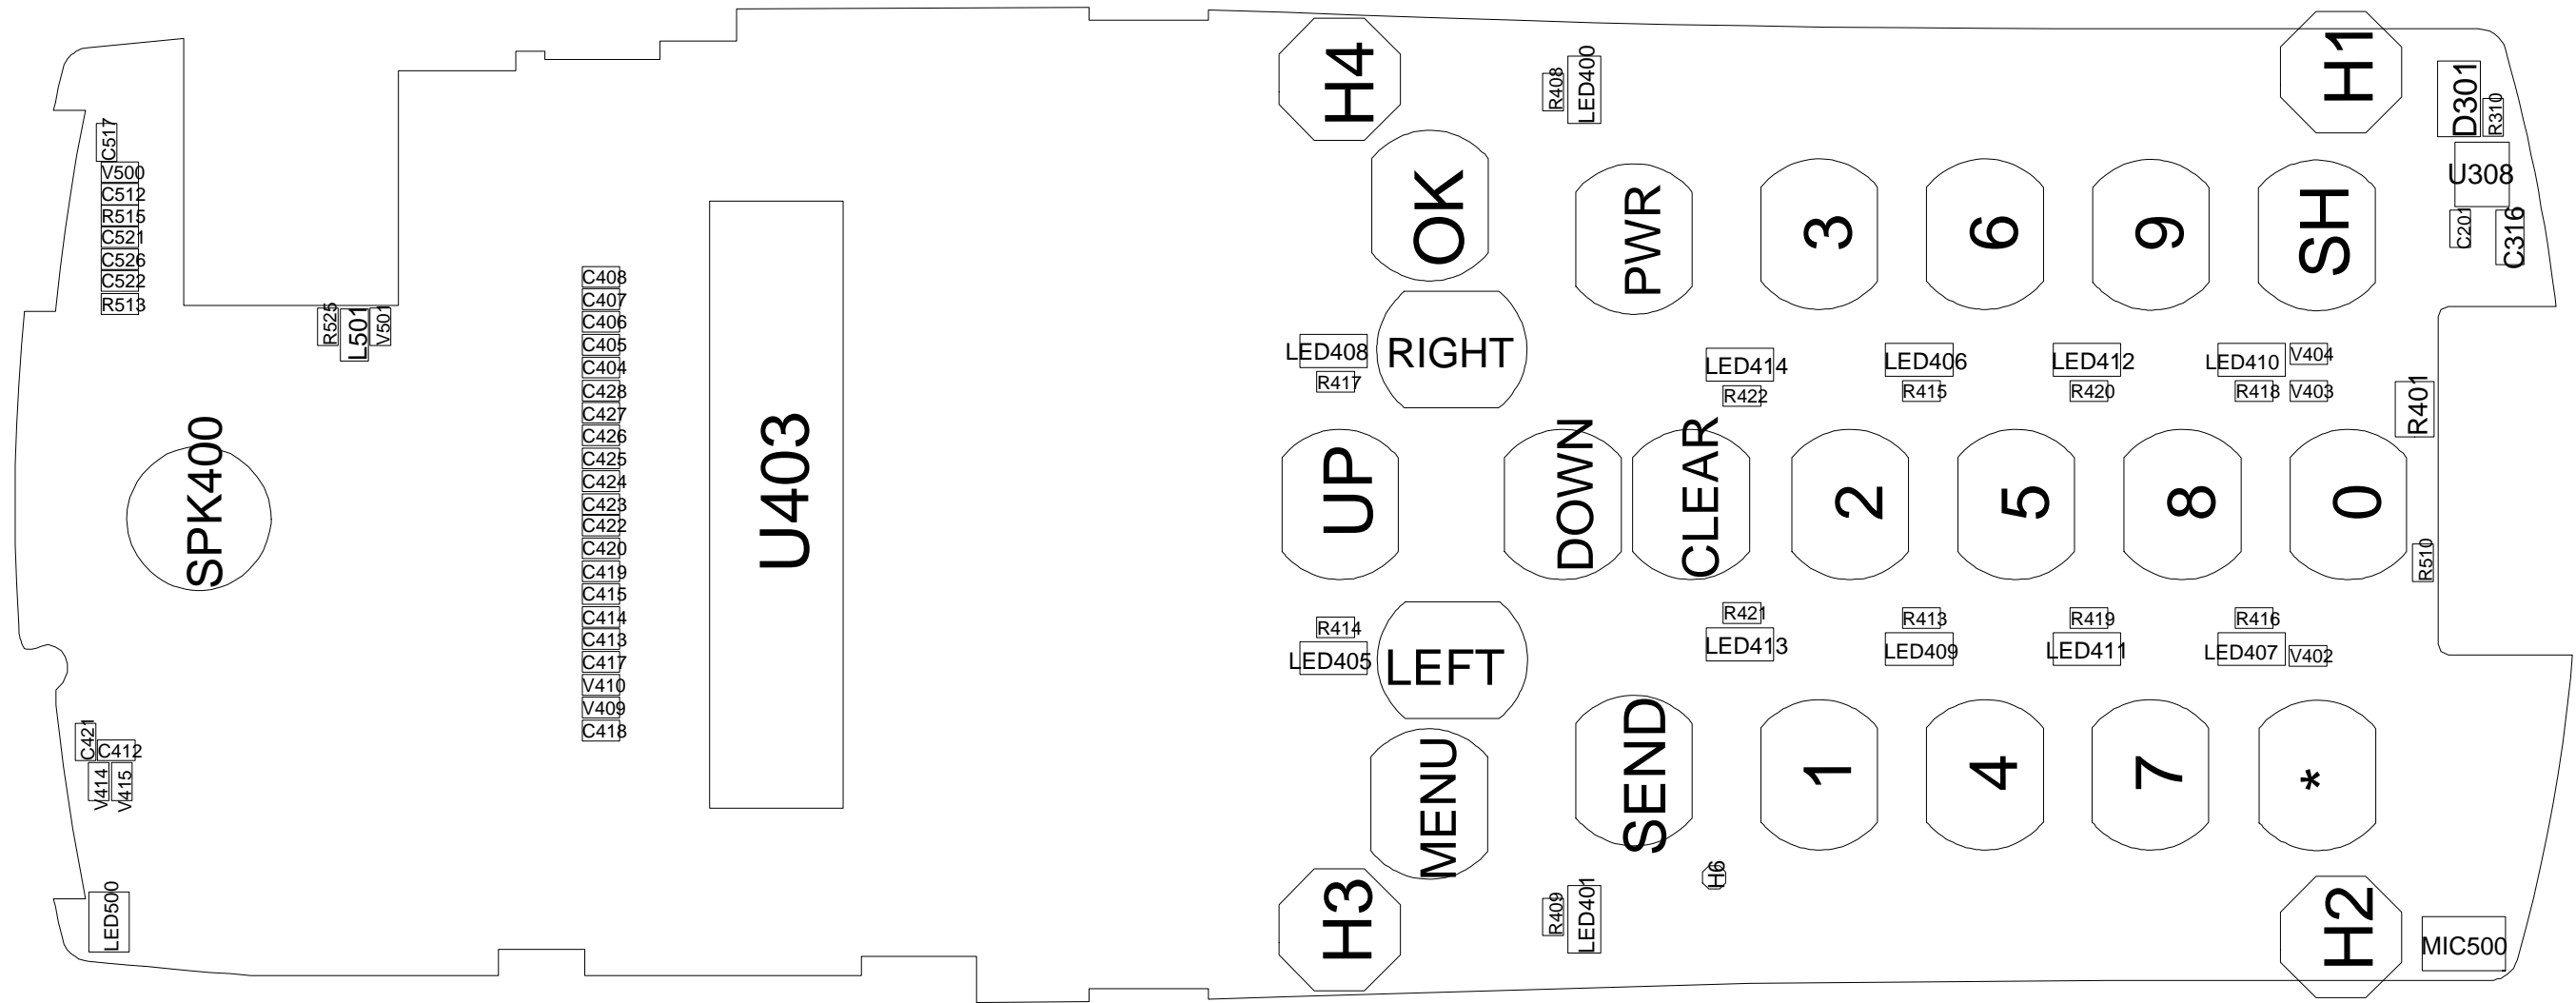 C517
V500
C512
R515
C521
C526
C522
R513
R525
L501
V501
SPK400
C421
C412
V414
V415
LED500
C408
C407
C406
C405
C404
C428
C427
C426
C425
C424
C423
C422
C420
C419
C415
C414
C413
C417
V410
V409
C418
U403
H4
OK
RIGHT
LED408
R417
UP
R414
LED405
LEFT
MENU
H3
R408
LED400
PWR
DOWN
CLEAR
SEND
R409
LED401
H6
LED414
R422
R421
LED413
3
2
1
LED406
R415
R413
LED409
6
5
4
LED412
R420
R419
LED411
9
8
7
LED410
V404
R418
V403
R416
LED407
V402
H1
SH
0
*
H2
D301
R310
U308
C201
C316
R401
R510
MIC500